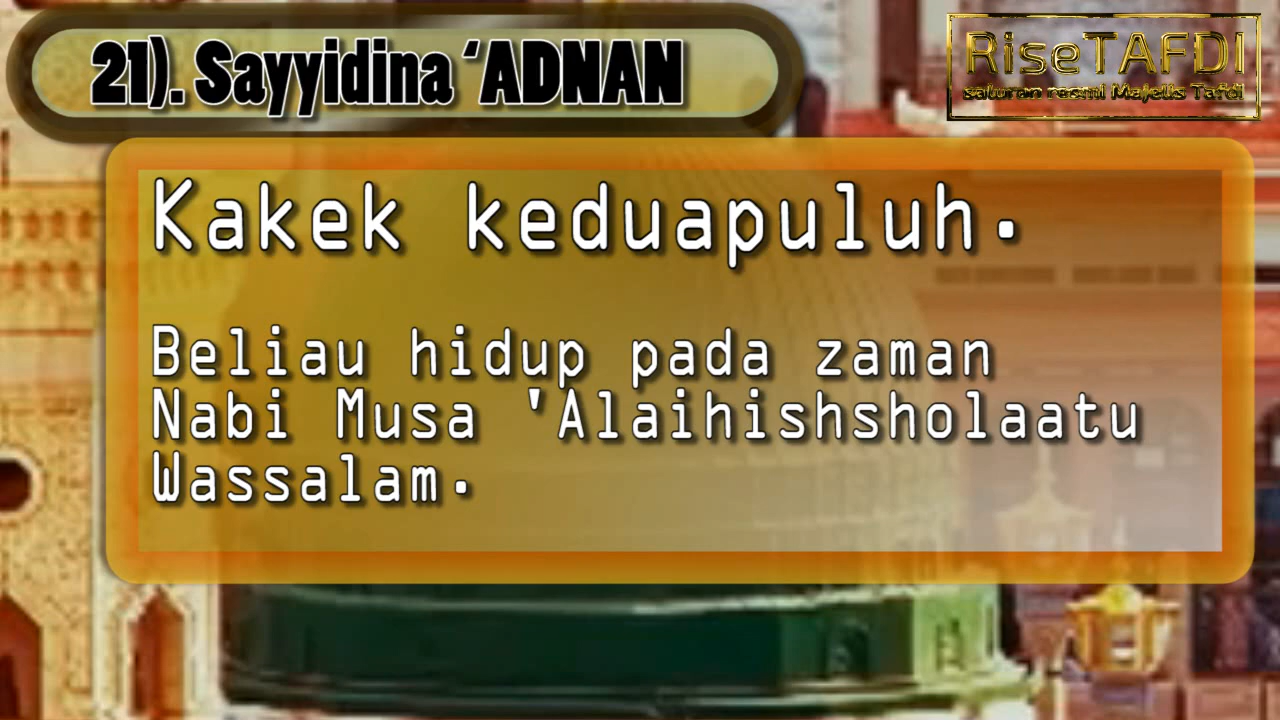 21). Sayyidina ‘ADNAN
RiseTAFDI
saluran resmi Majelis Tafdi
Kakek keduapuluh.
Beliau hidup pada zaman
Nabi Musa 'Alaihishsholaatu
Wassalam.